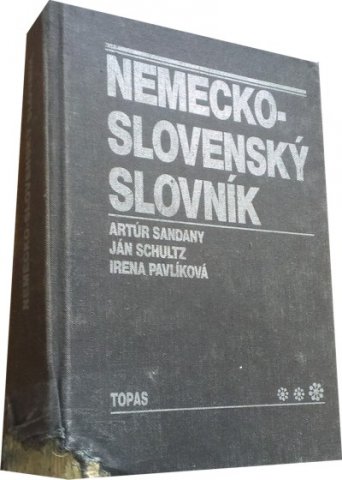 NEMECKO-
SLOVENSKÝ
SLOVNÍK
ARTÚR SANDANY
JÁN SCHULTZ
IRENA PAVLÍKOVÁ
TOPAS